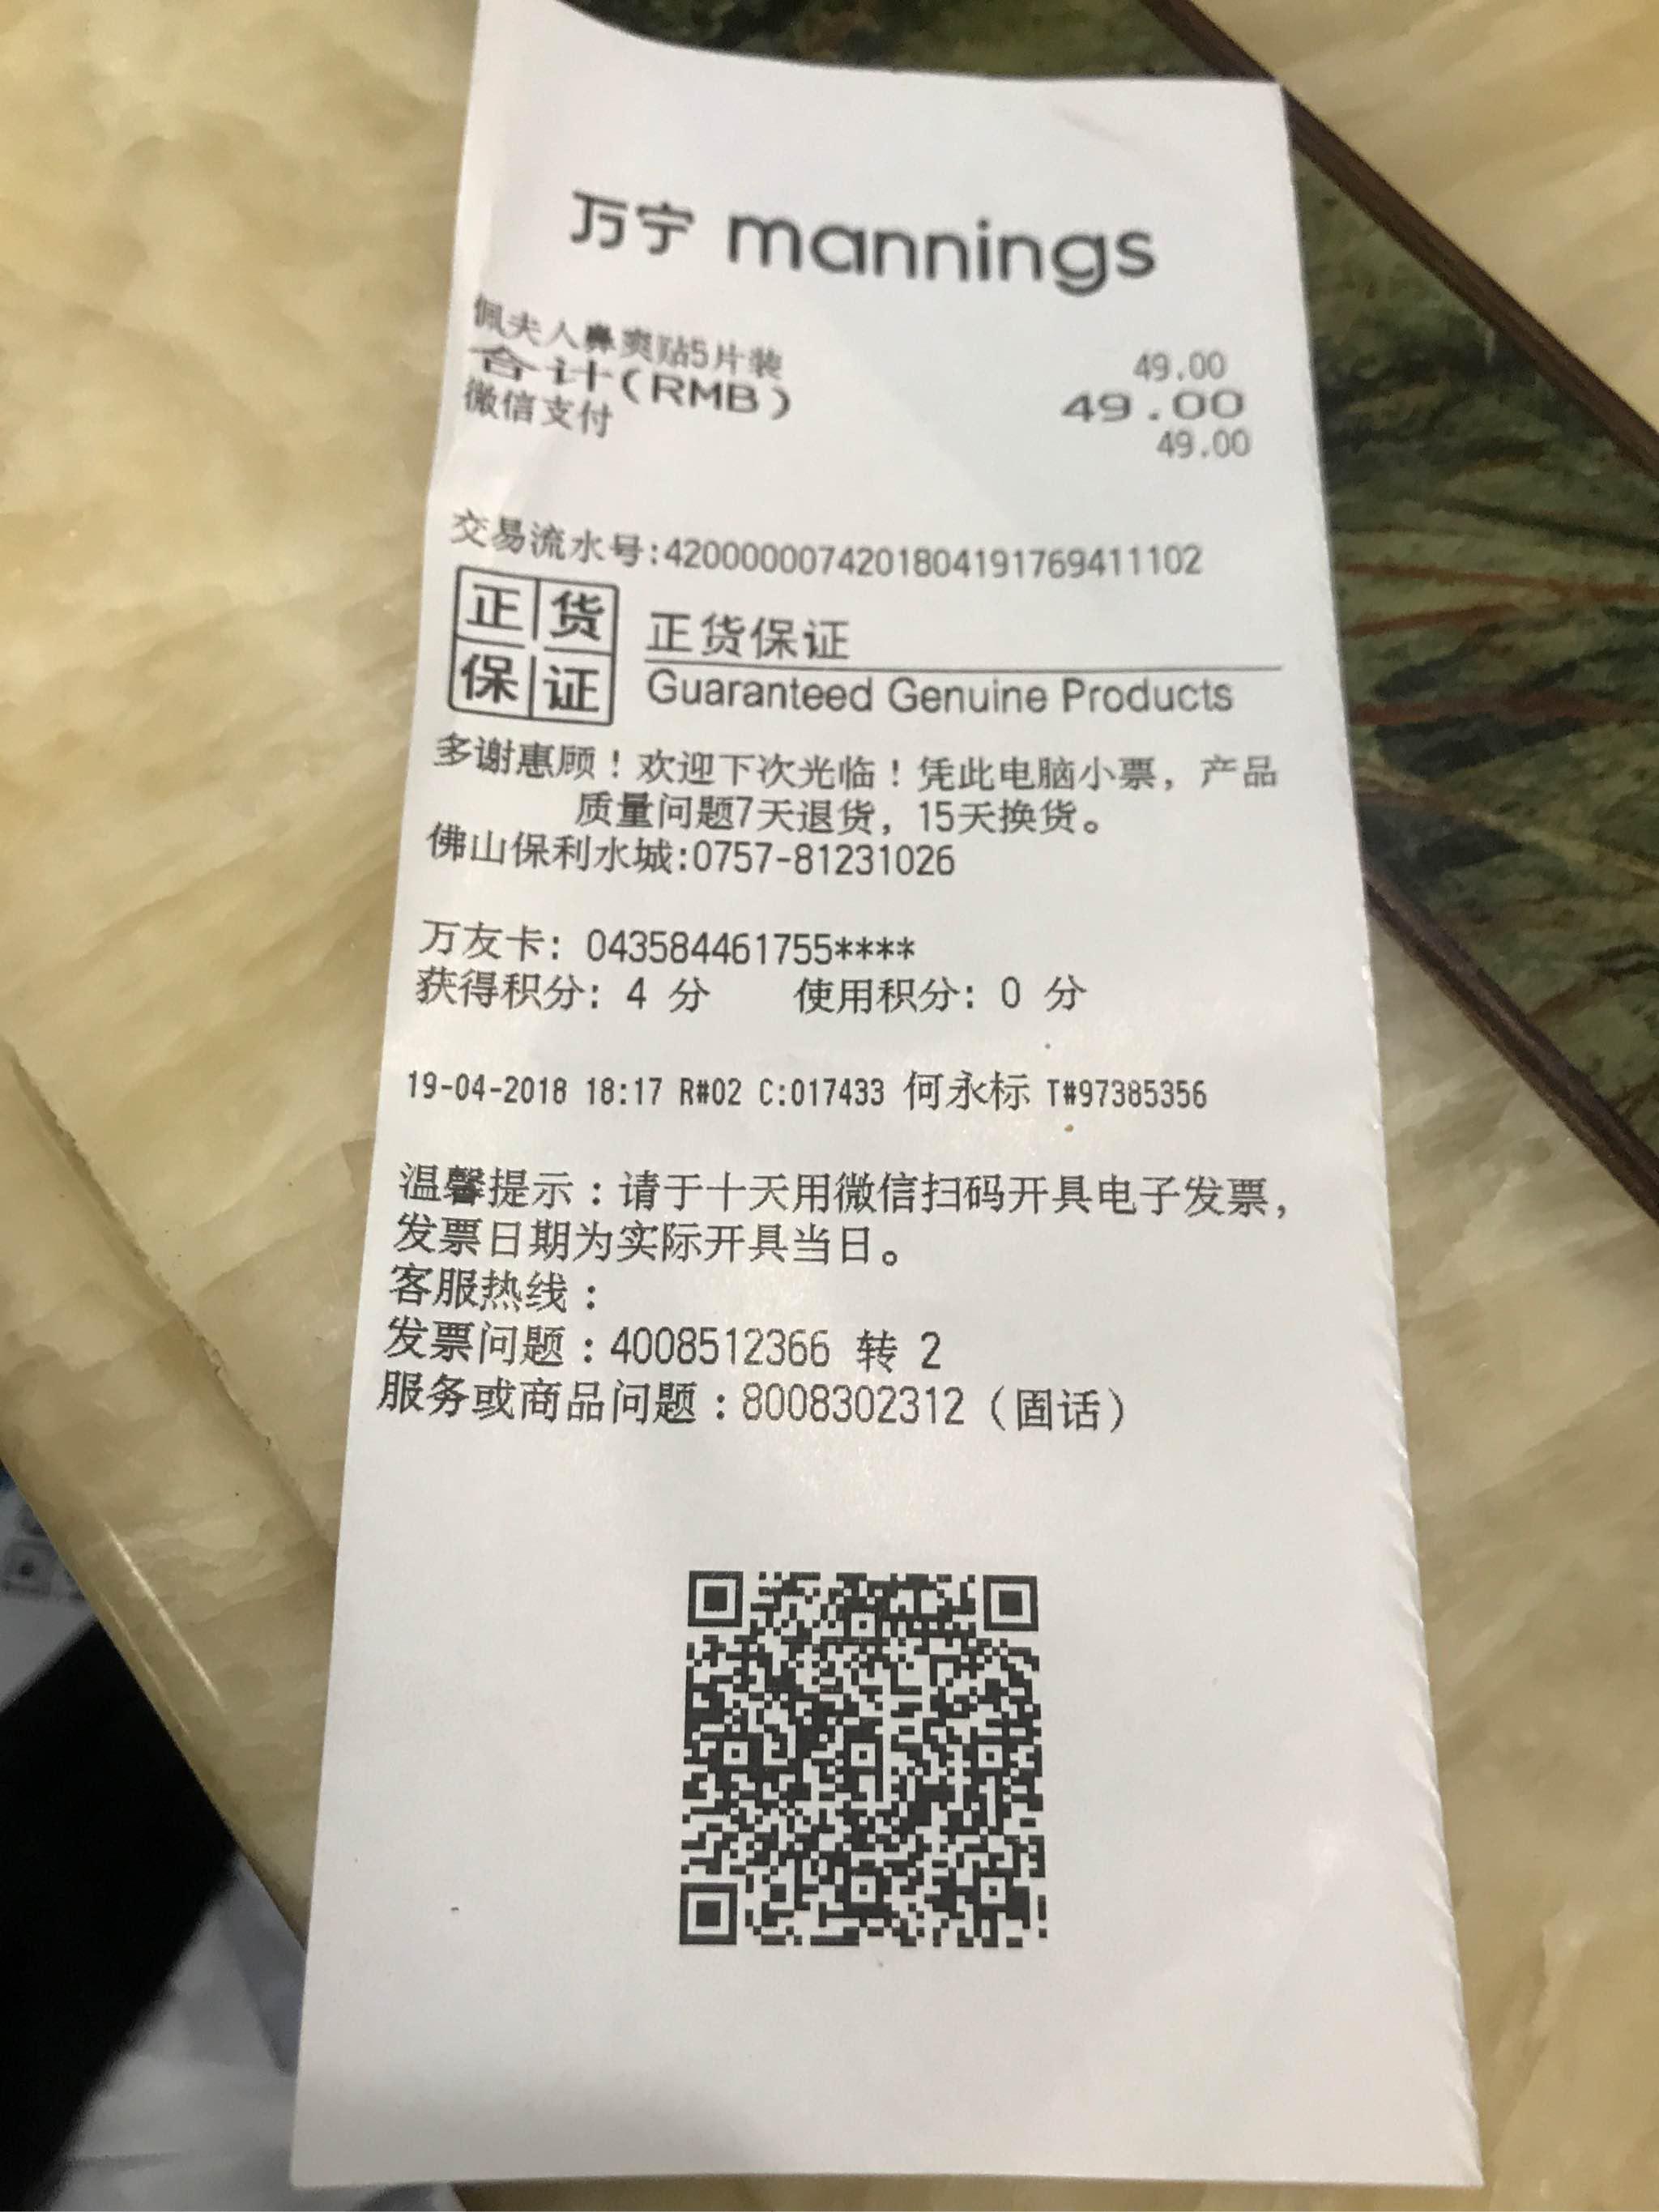 万宁 mannings
佩夫人鼻爽贴5片装 49.00
合计(RMB) 49.00
微信支付 49.00
交易流水号:4200000074201804191769411102
正货
保证
正货保证
Guaranteed Genuine Products
多谢惠顾！欢迎下次光临！凭此电脑小票，产品
质量问题7天退货，15天换货。
佛山保利水城:0757-81231026
万友卡: 043584461755****
获得积分: 4 分 使用积分: 0 分
19-04-2018 18:17 R#02 C:017433 何永标 T#97385356
温馨提示：请于十天用微信扫码开具电子发票，
发票日期为实际开具当日。
客服热线：
发票问题：4008512366 转 2
服务或商品问题：8008302312（固话）